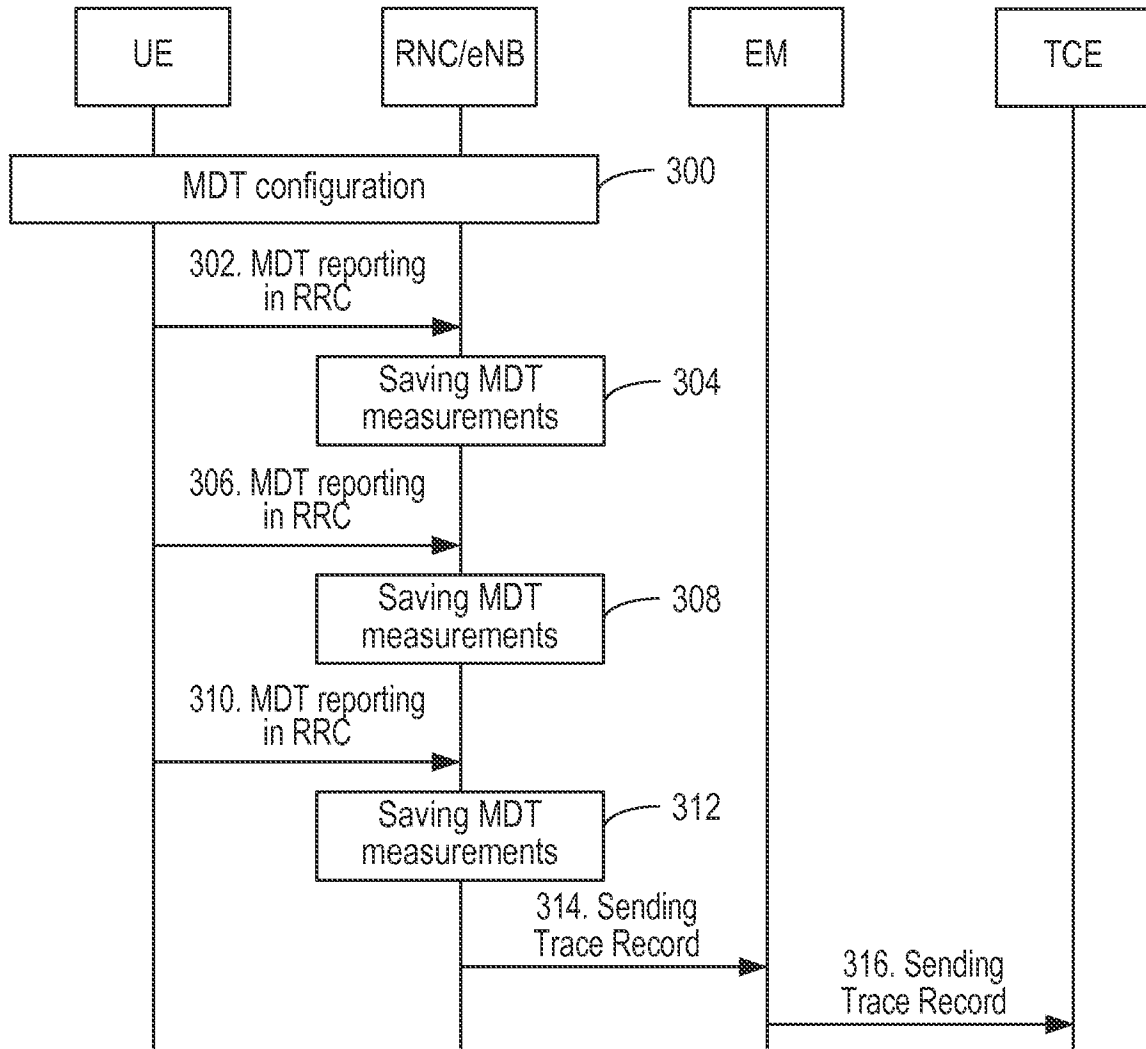 UE
RNC/eNB
EM
TCE
MDT configuration
300
302. MDT reporting
in RRC
Saving MDT
measurements
304
306. MDT reporting
in RRC
Saving MDT
measurements
308
310. MDT reporting
in RRC
Saving MDT
measurements
312
314. Sending
Trace Record
316. Sending
Trace Record